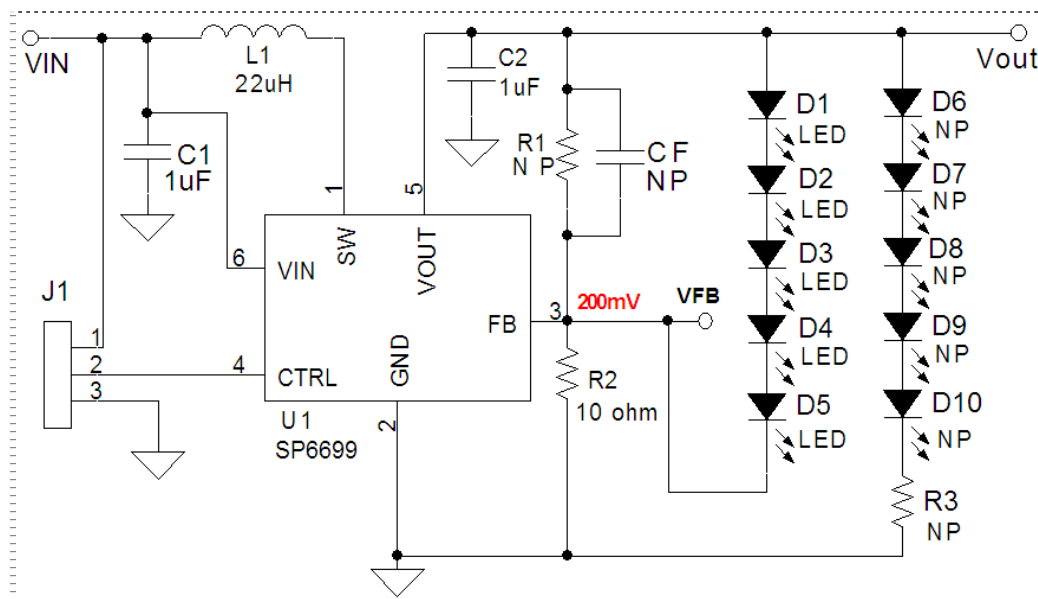 VIN
L1
22uH
C2
1uF
Vout
C1
1uF
R1
N P
CF
NP
D1
LED
D2
LED
D3
LED
D4
LED
D5
LED
D6
NP
D7
NP
D8
NP
D9
NP
D10
NP
R3
NP
1
5
6
VIN
SW
VOUT
FB
3
200mV
VFB
J1
1
2
3
4
CTRL
GND
2
U1
SP6699
R2
10 ohm